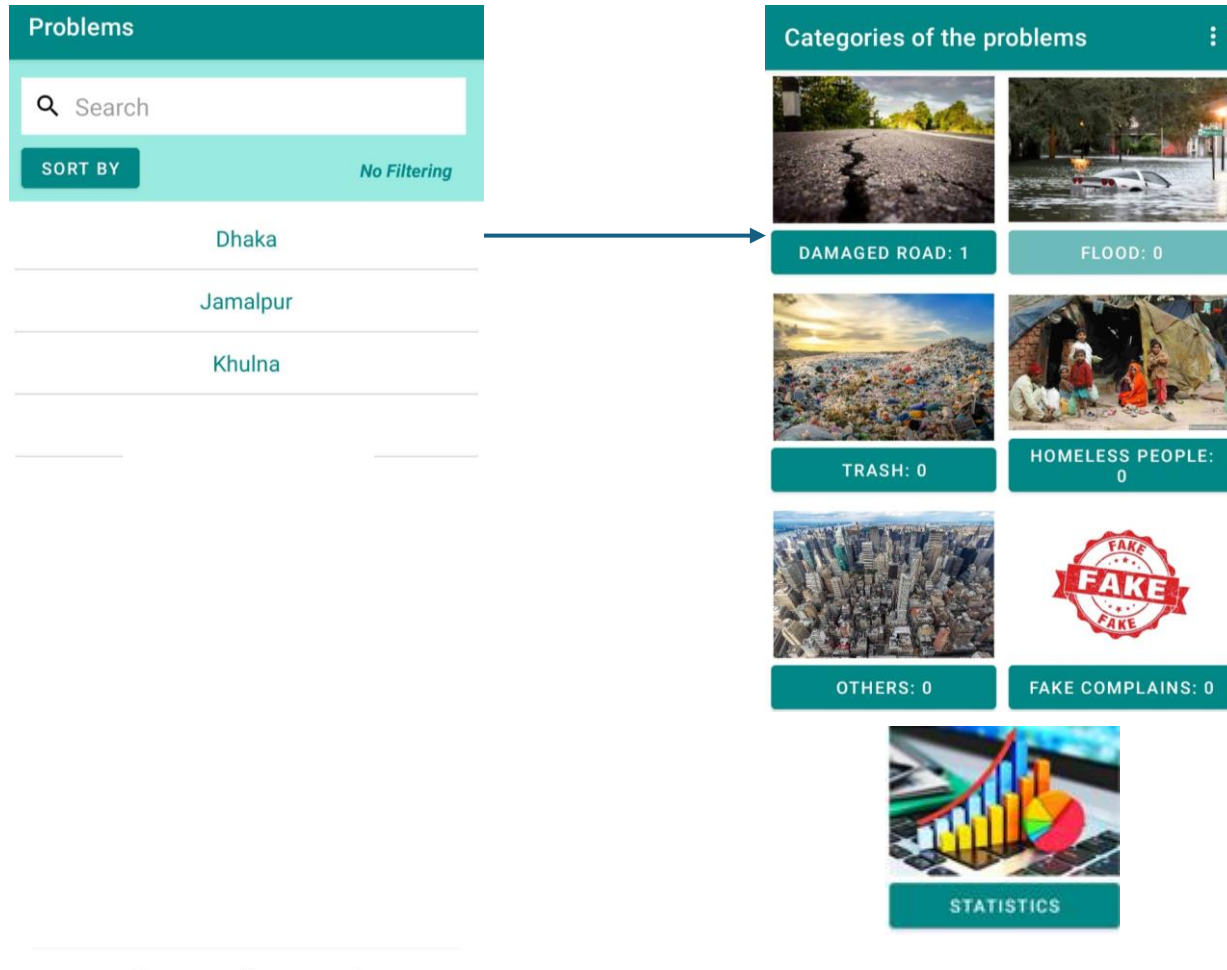 Problems
Search
SORT BY
No Filtering
Dhaka
Jamalpur
Khulna
Categories of the problems
DAMAGED ROAD: 1
FLOOD: 0
TRASH: 0
HOMELESS PEOPLE:
0
FAKE
FAKE
FAKE
OTHERS: 0
FAKE COMPLAINS: 0
STATISTICS